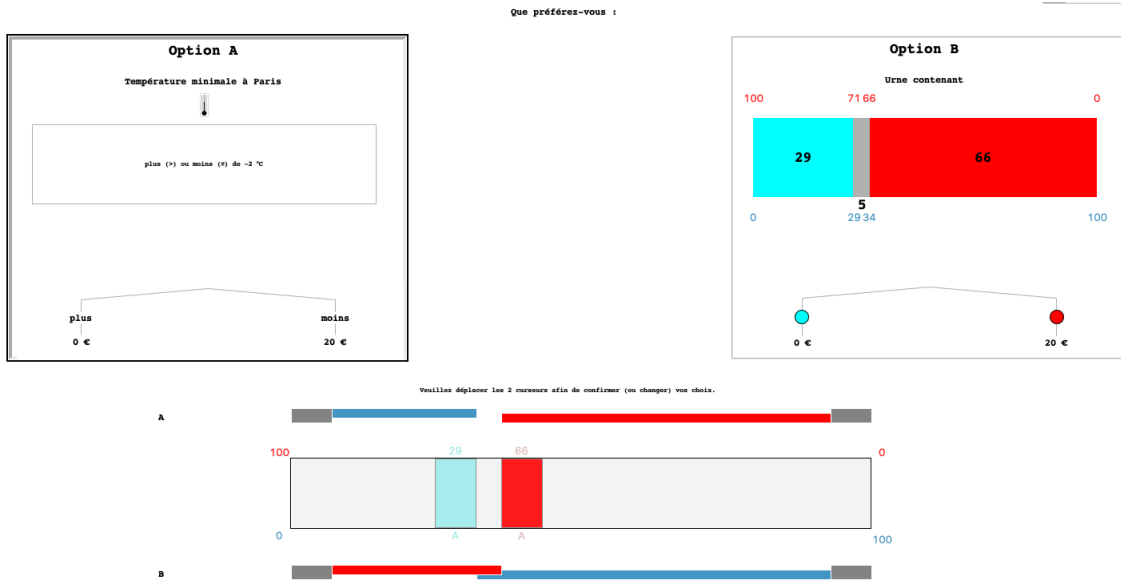 Que préférez-vous :
Option A
Température minimale à Paris
plus (>) ou moins (≤) de -2 °C
plus
moins
0 €
20 €
Option B
Urne contenant
100
71 66
0
29
66
5
0
29 34
100
0 €
20 €
Veuillez déplacer les 2 curseurs afin de confirmer (ou changer) vos choix.
A
29
66
100
0
0
A
A
100
B